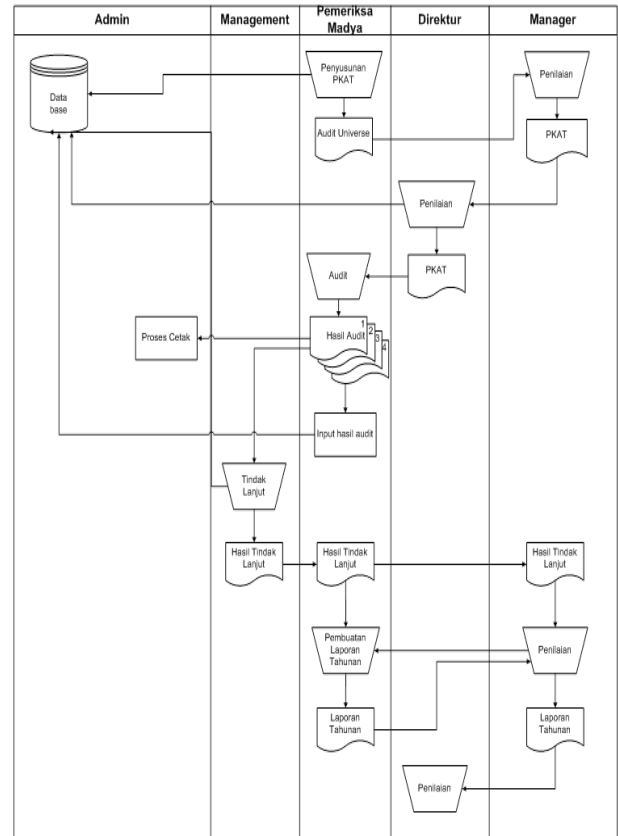 Admin
Management
Pemeriksa
Madya
Direktur
Manager
Data
base
Penyusunan
PKAT
Audit Universe
Penilaian
PKAT
Penilaian
PKAT
Audit
Proses Cetak
Hasil Audit
1
2
3
4
Input hasil audit
Tindak
Lanjut
Hasil Tindak
Lanjut
Hasil Tindak
Lanjut
Hasil Tindak
Lanjut
Pembuatan
Laporan
Tahunan
Penilaian
Laporan
Tahunan
Laporan
Tahunan
Penilaian